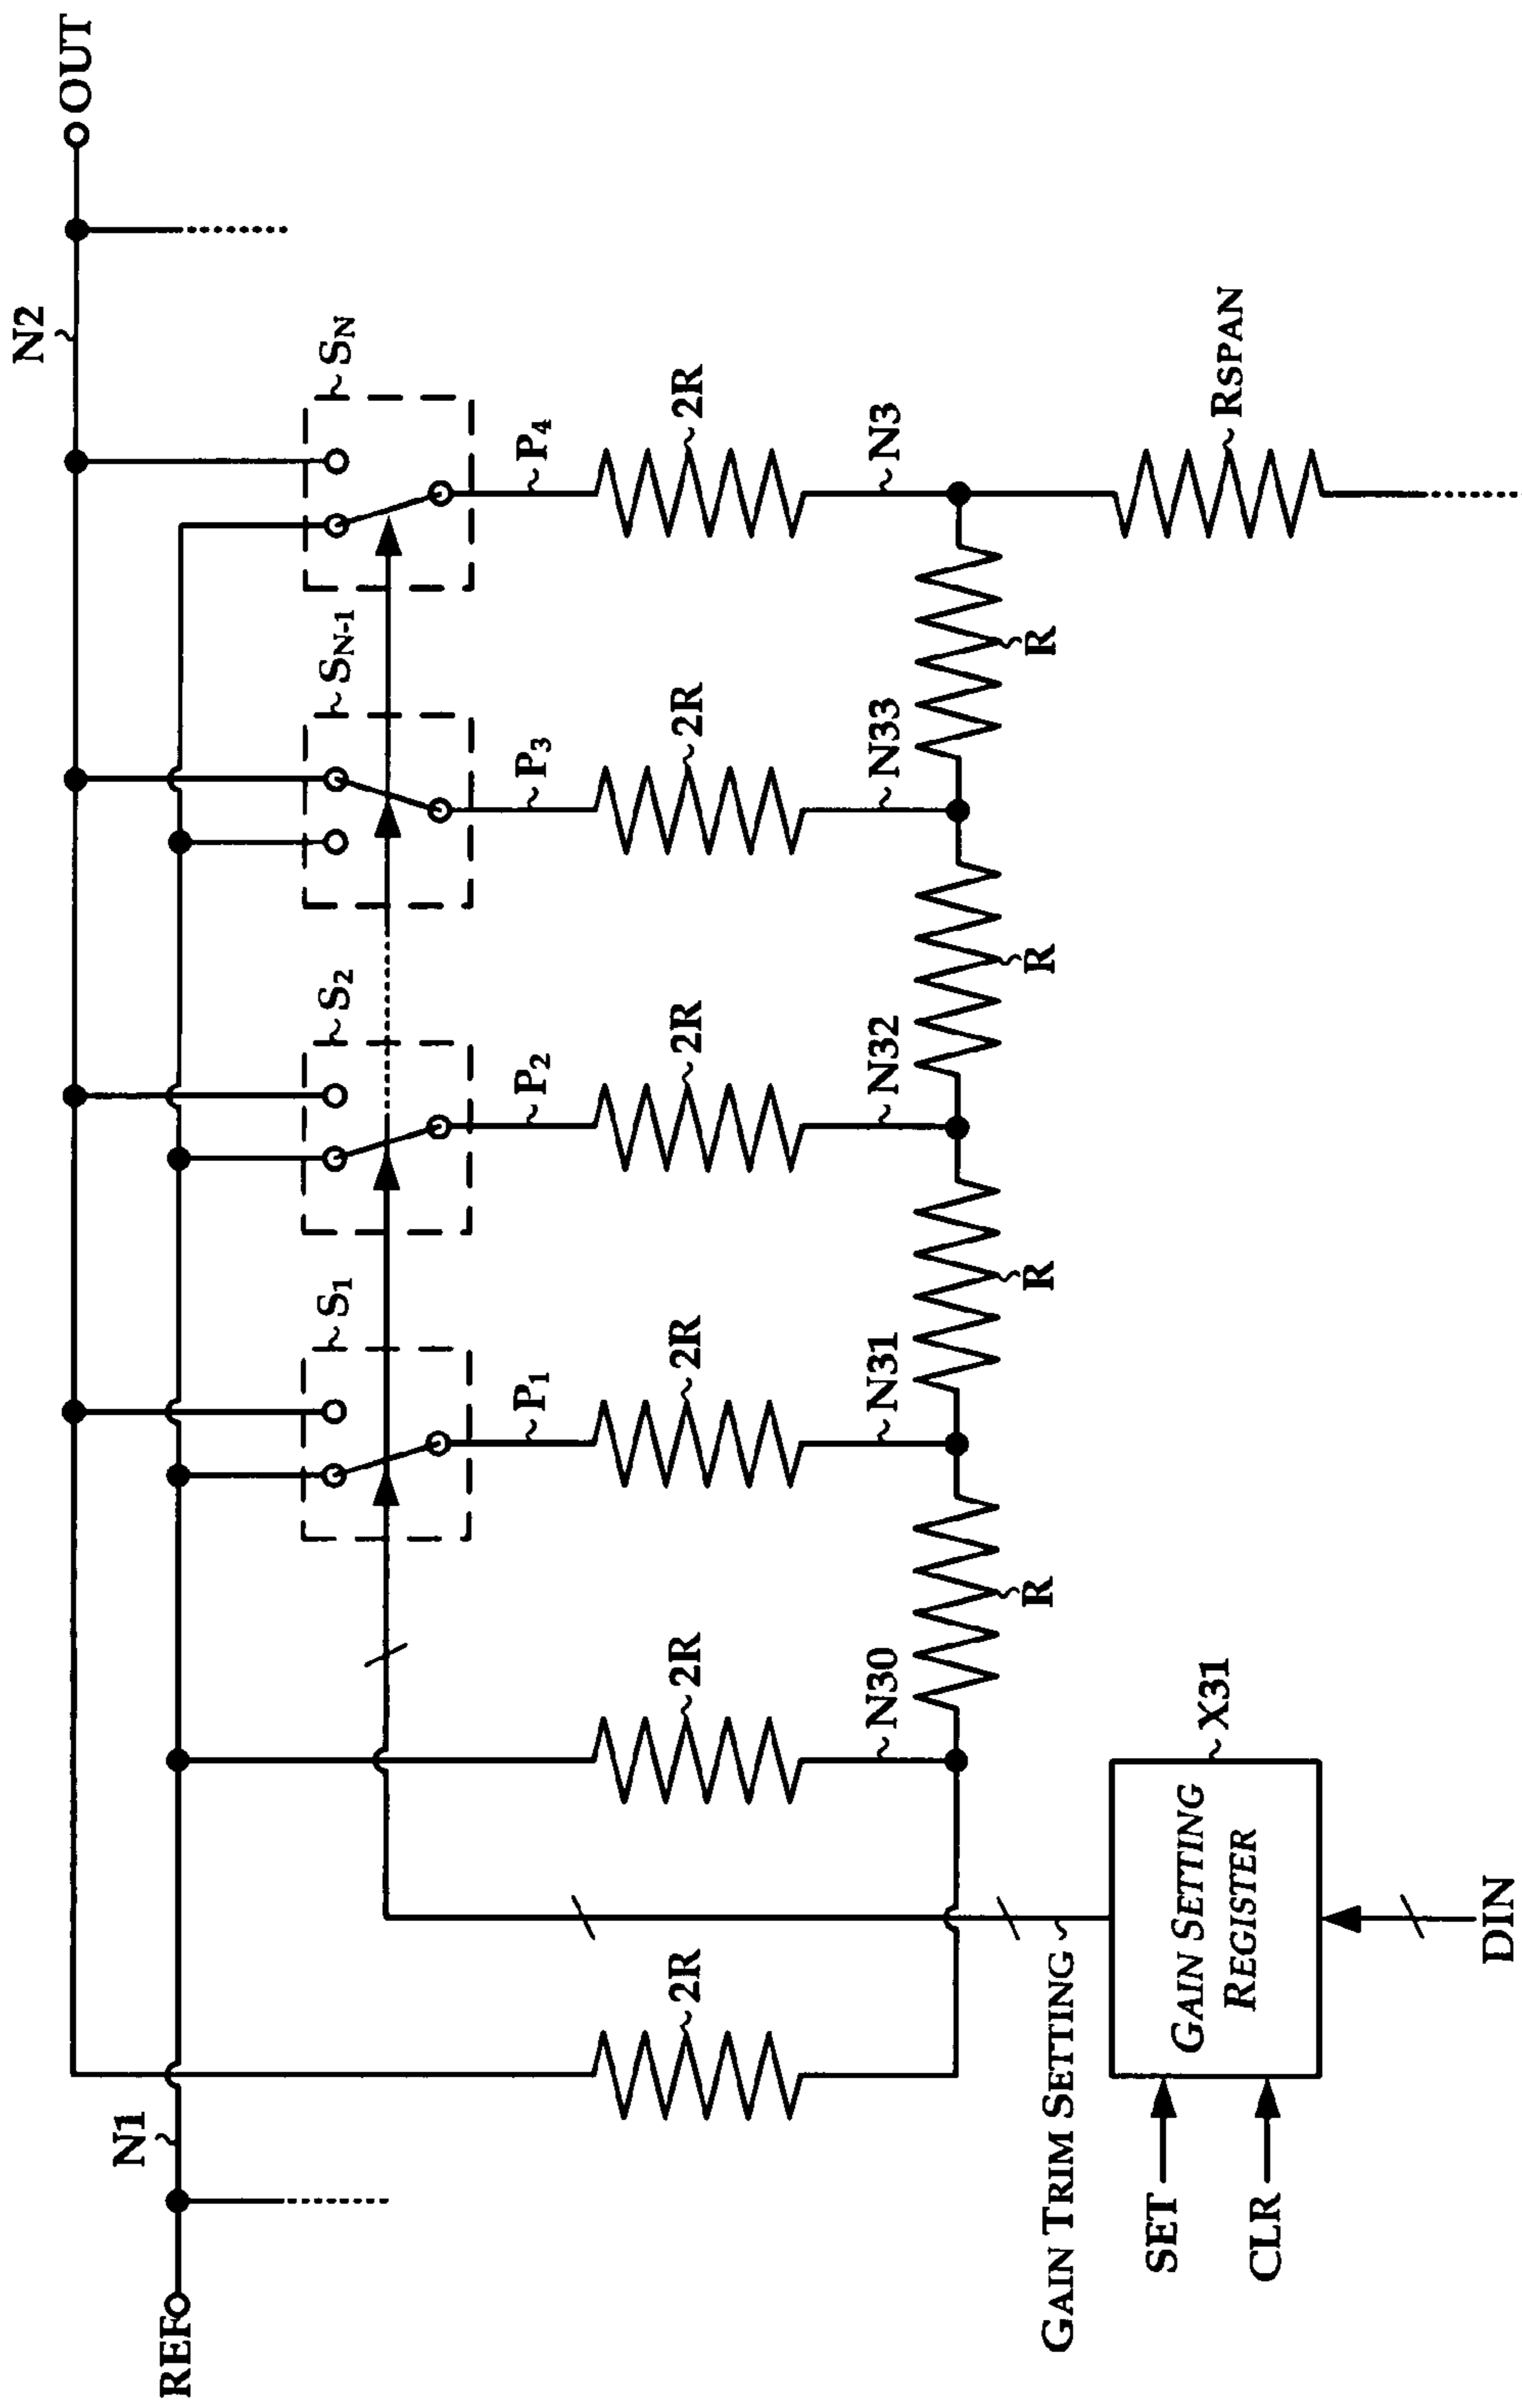 N2
OUT
N1
REF
S1
S2
SN-1
SN
P1
P2
P3
P4
2R
2R
2R
2R
2R
2R
N30
N31
N32
N33
N3
R
R
R
R
RSPAN
GAIN TRIM SETTING
X31
GAIN SETTING
REGISTER
SET
CLR
DIN